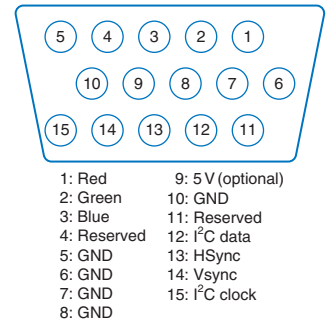 5 4 3 2 1
10 9 8 7 6
15 14 13 12 11
1: Red
2: Green
3: Blue
4: Reserved
5: GND
6: GND
7: GND
8: GND
9: 5 V (optional)
10: GND
11: Reserved
12: I²C data
13: HSync
14: Vsync
15: I²C clock